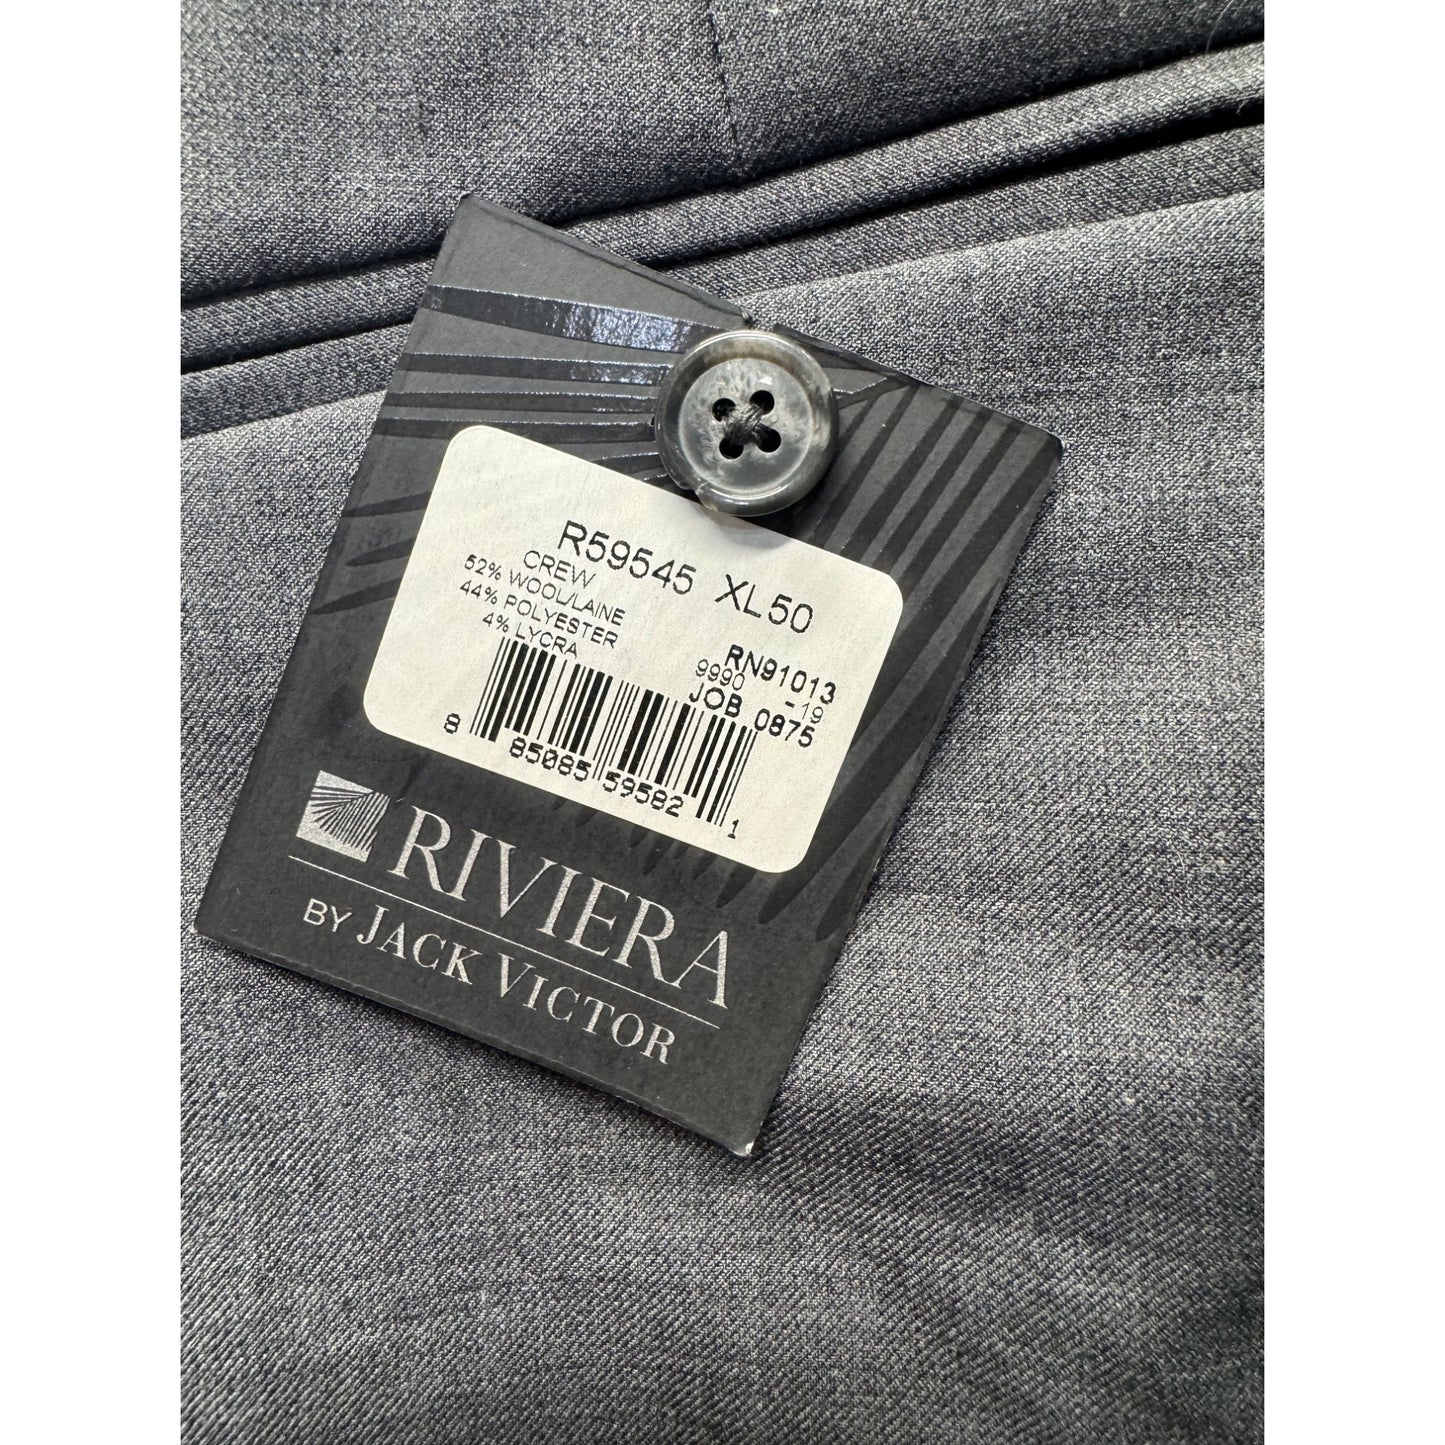 R59545 XL50
CREW
52% WOOL/LAINE
44% POLYESTER
4% LYCRA
RN91013
9990 -19
JOB 0875
8 85085 59582 1
RIVIERA
BY JACK VICTOR